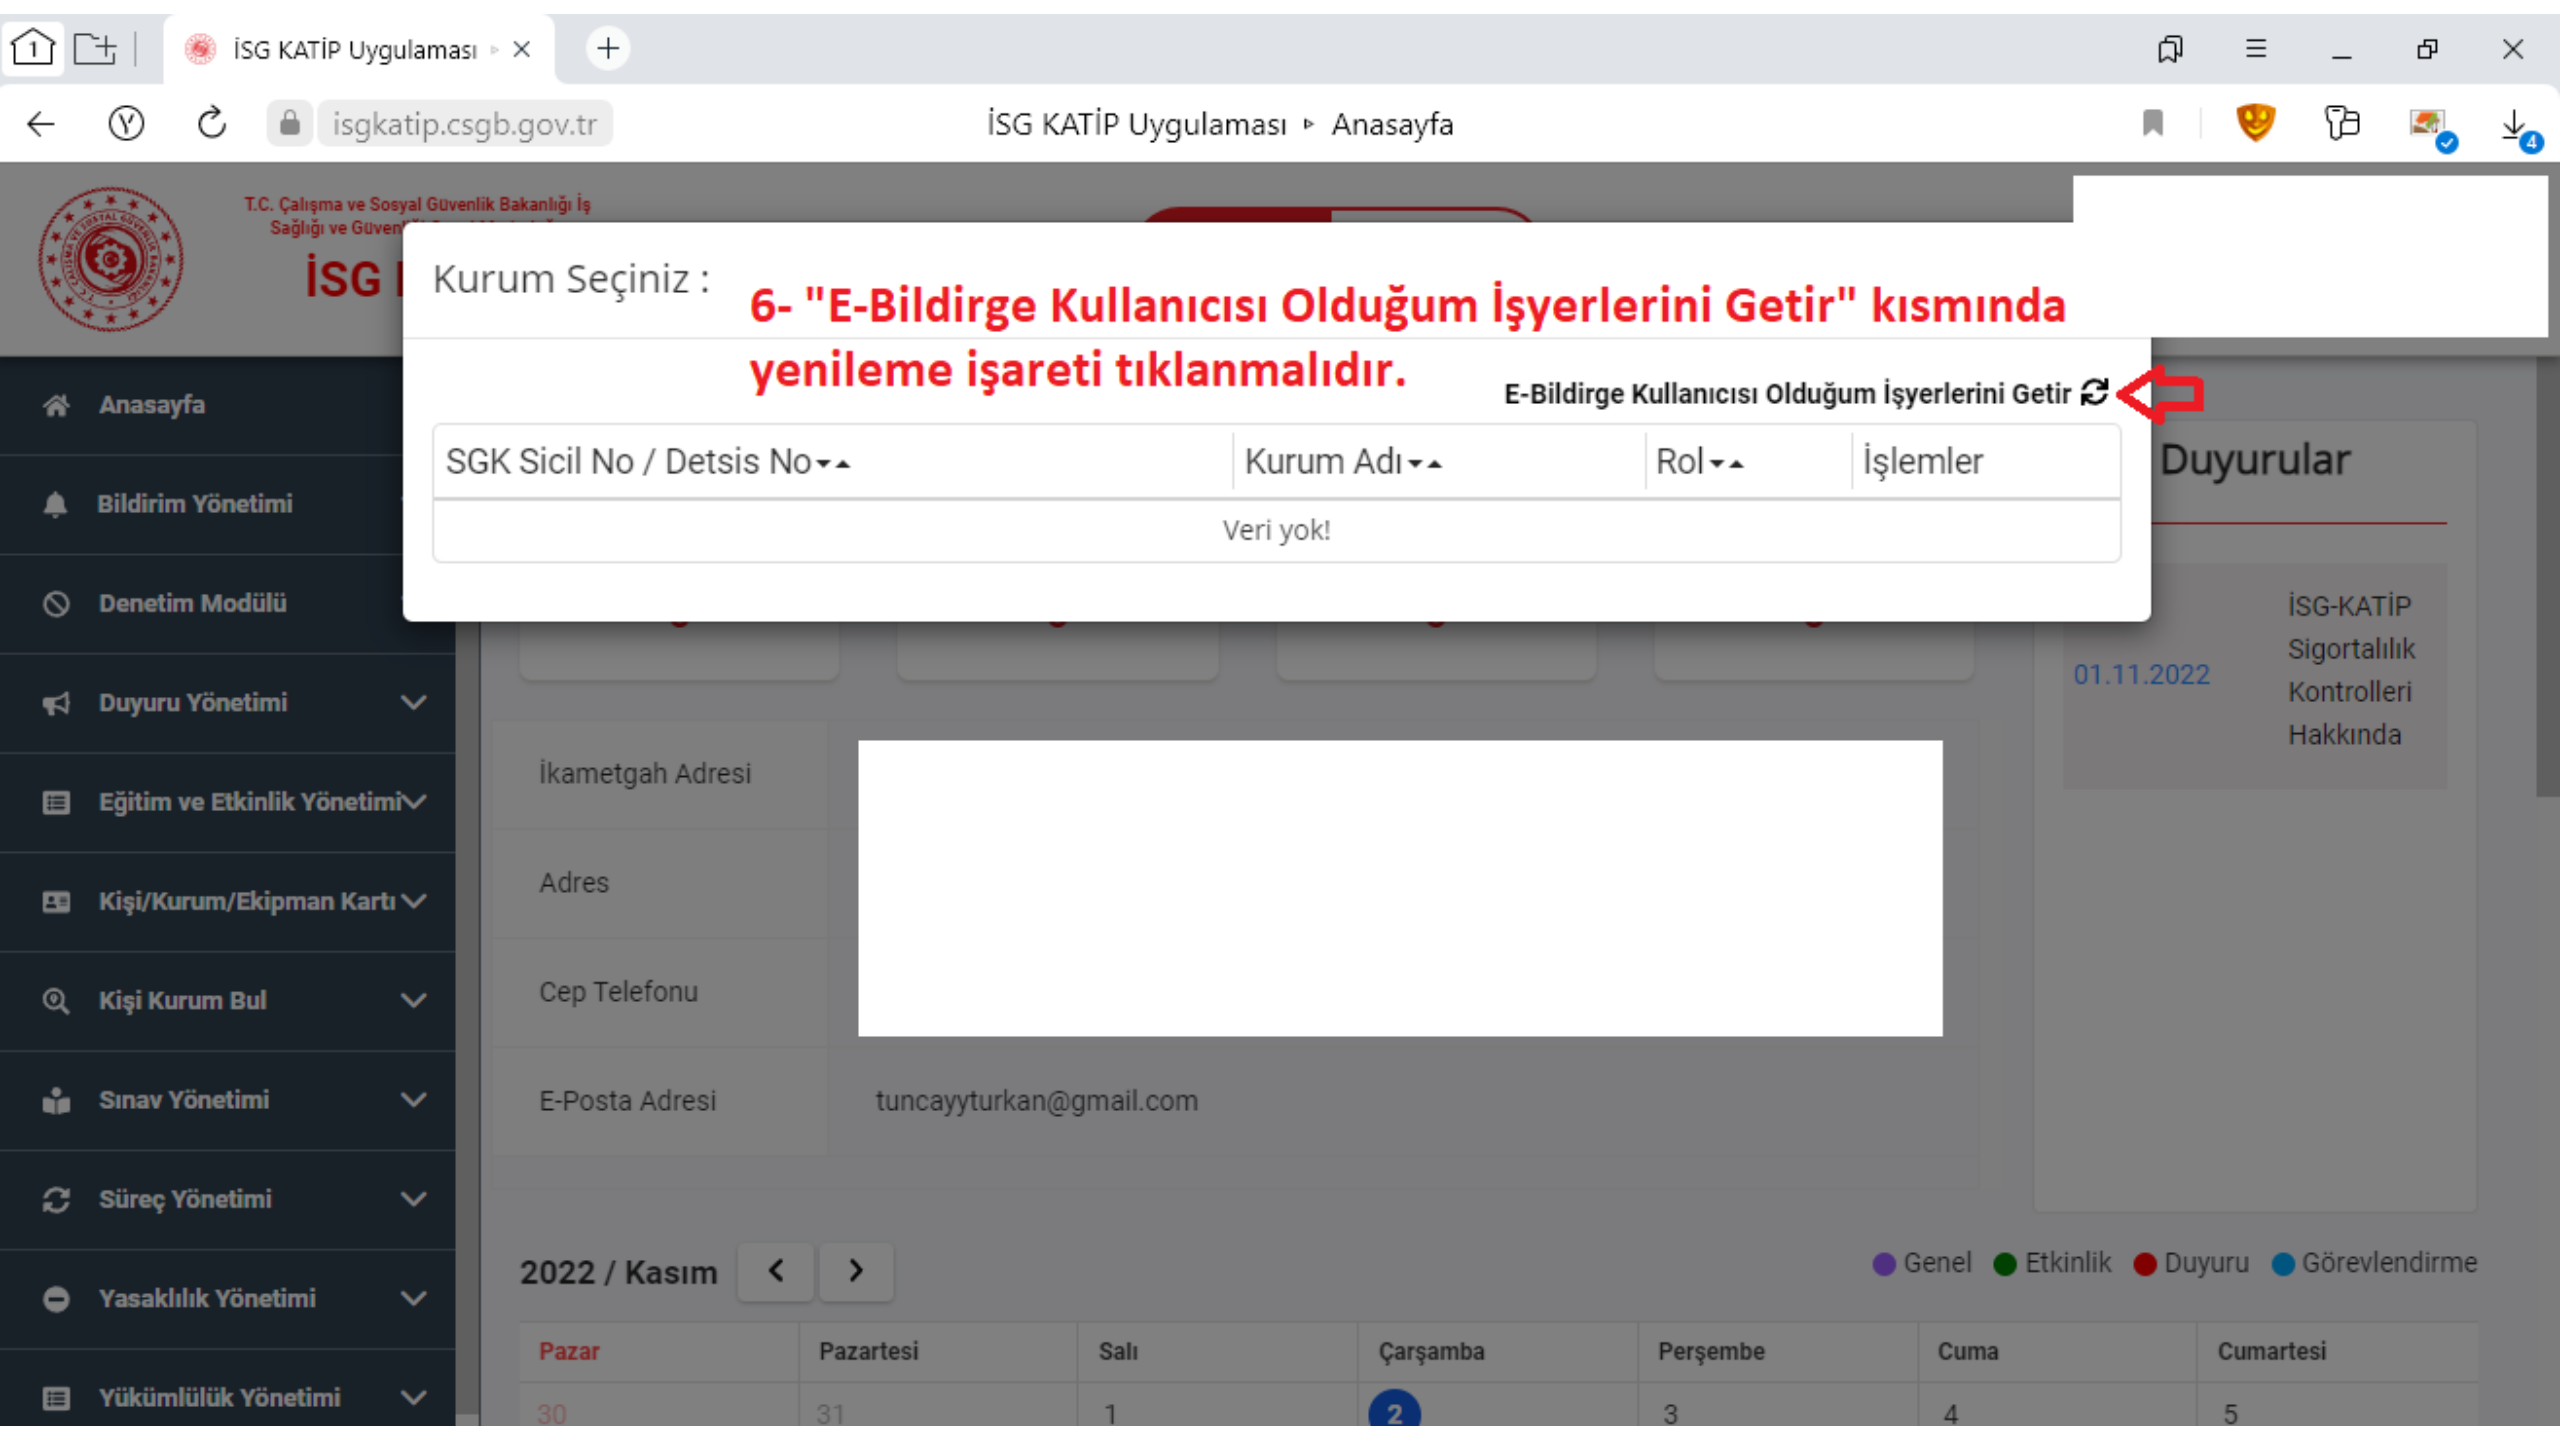 1
İSG KATİP Uygulaması
isgkatip.csgb.gov.tr
İSG KATİP Uygulaması ▹ Anasayfa
4
T.C. Çalışma ve Sosyal Güvenlik Bakanlığı İş
Sağlığı ve
İSG
Kurum Seçiniz :
6- "E-Bildirge Kullanıcısı Olduğum İşyerlerini Getir" kısmında
yenileme işareti tıklanmalıdır.
E-Bildirge Kullanıcısı Olduğum İşyerlerini Getir
SGK Sicil No / Detsis No Kurum Adı Rol İşlemler
Veri yok!
Anasayfa
Bildirim Yönetimi
Denetim Modülü
Duyuru Yönetimi
Eğitim ve Etkinlik Yönetimi
Kişi/Kurum/Ekipman Kartı
Kişi Kurum Bul
Sınav Yönetimi
Süreç Yönetimi
Yasaklılık Yönetimi
Yükümlülük Yönetimi
İkametgah Adresi
Adres
Cep Telefonu
E-Posta Adresi tuncayyturkan@gmail.com
Duyurular
01.11.2022
İSG-KATİP
Sigortalılık
Kontrolleri
Hakkında
2022 / Kasım
Genel Etkinlik Duyuru Görevlendirme
Pazar Pazartesi Salı Çarşamba Perşembe Cuma Cumartesi
30 31 1 2 3 4 5